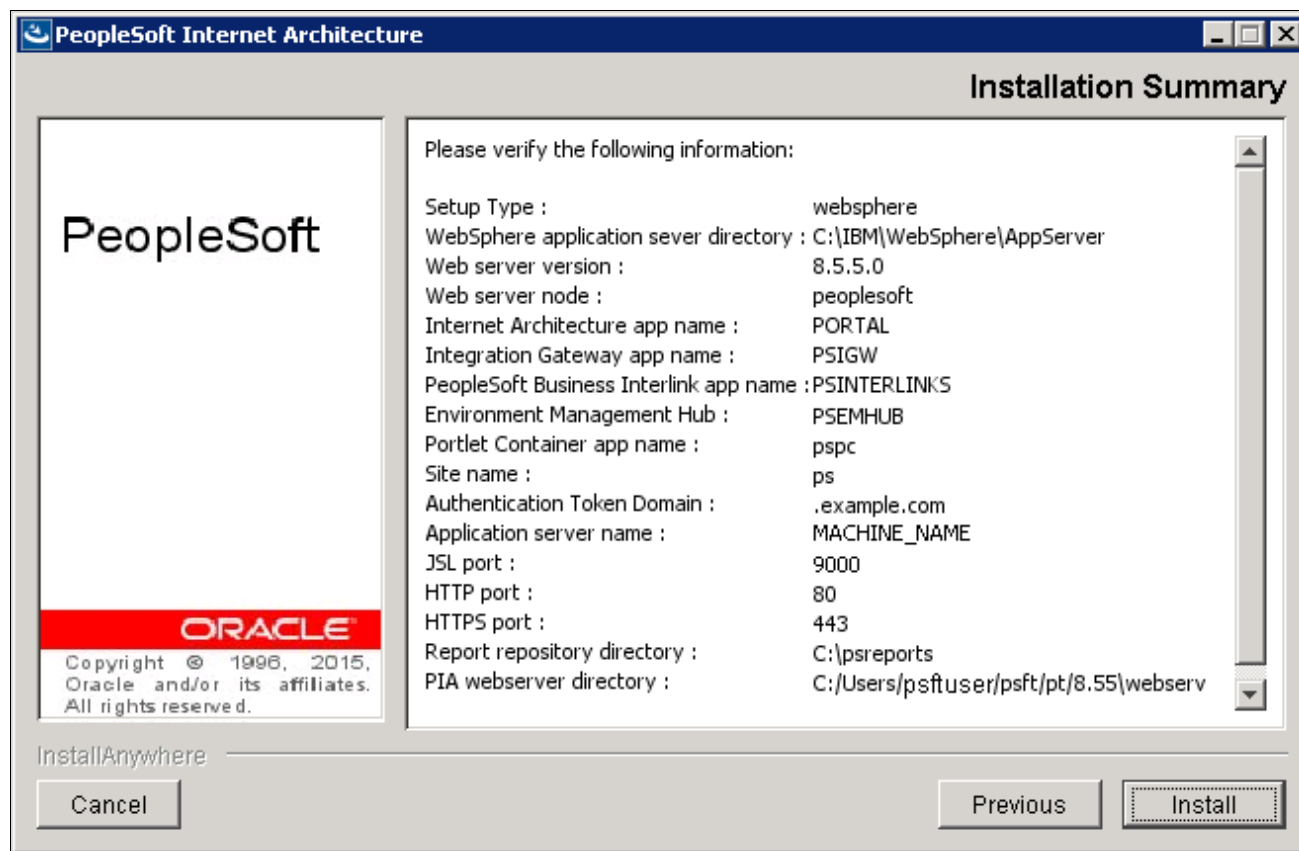 PeopleSoft Internet Architecture
Installation Summary
PeopleSoft
ORACLE
Copyright © 1996, 2015,
Oracle and/or its affiliates.
All rights reserved.
Please verify the following information:
Setup Type : websphere
WebSphere application sever directory : C:\IBM\WebSphere\AppServer
Web server version : 8.5.5.0
Web server node : peoplesoft
Internet Architecture app name : PORTAL
Integration Gateway app name : PSIGW
PeopleSoft Business Interlink app name : PSINTERLINKS
Environment Management Hub : PSEMHUB
Portlet Container app name : pspc
Site name : ps
Authentication Token Domain : .example.com
Application server name : MACHINE_NAME
JSL port : 9000
HTTP port : 80
HTTPS port : 443
Report repository directory : C:\psreports
PIA webserver directory : C:/Users/psftuser/psft/pt/8.55\webserv
InstallAnywhere
Cancel
Previous
Install